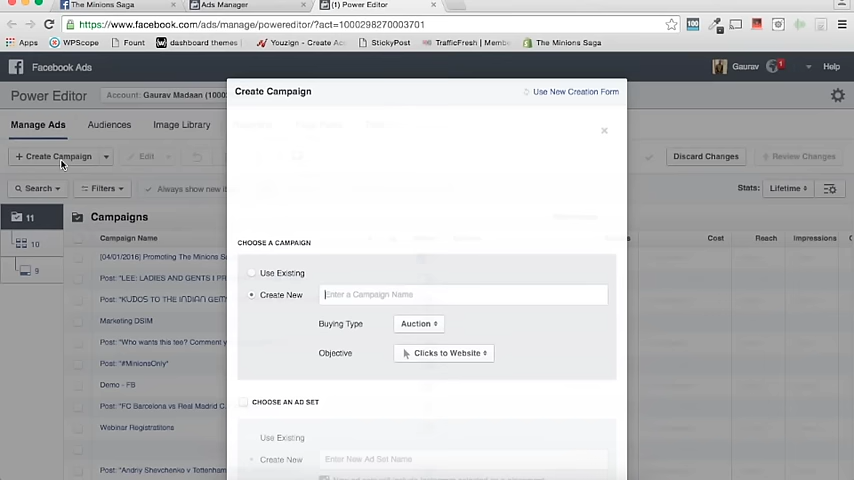 The Minions Saga
Ads Manager
(1) Power Editor
https://www.facebook.com/ads/manage/powereditor/?act=1000298270003701
Apps
WPScope
Fount
dashboard themes
Youzign - Create Ac
StickyPost
TrafficFresh | Membe
The Minions Saga
Facebook Ads
Gaurav
1
Help
Power Editor
Account: Gaurav Madaan (1000
Manage Ads
Audiences
Image Library
+ Create Campaign
Edit
Discard Changes
Review Changes
Search
Filters
Always show new i
Stats:
Lifetime
11
10
9
Campaigns
Campaign Name
Cost
Reach
Impressions
[04/01/2016] Promoting The Minions S
Post: "LEE: LADIES AND GENTS I PR
Post: "KUDOS TO THE INDIAN GEM
Marketing DSIM
Post: "Who wants this tee? Comment y
Post: "#MinionsOnly"
Demo - FB
Post: "FC Barcelona vs Real Madrid C
Webinar Registrations
Post: "Andriy Shevchenko v Tottenham
Create Campaign
Use New Creation Form
CHOOSE A CAMPAIGN
Use Existing
Create New
Enter a Campaign Name
Buying Type
Auction
Objective
Clicks to Website
CHOOSE AN AD SET
Use Existing
Create New
Enter New Ad Set Name